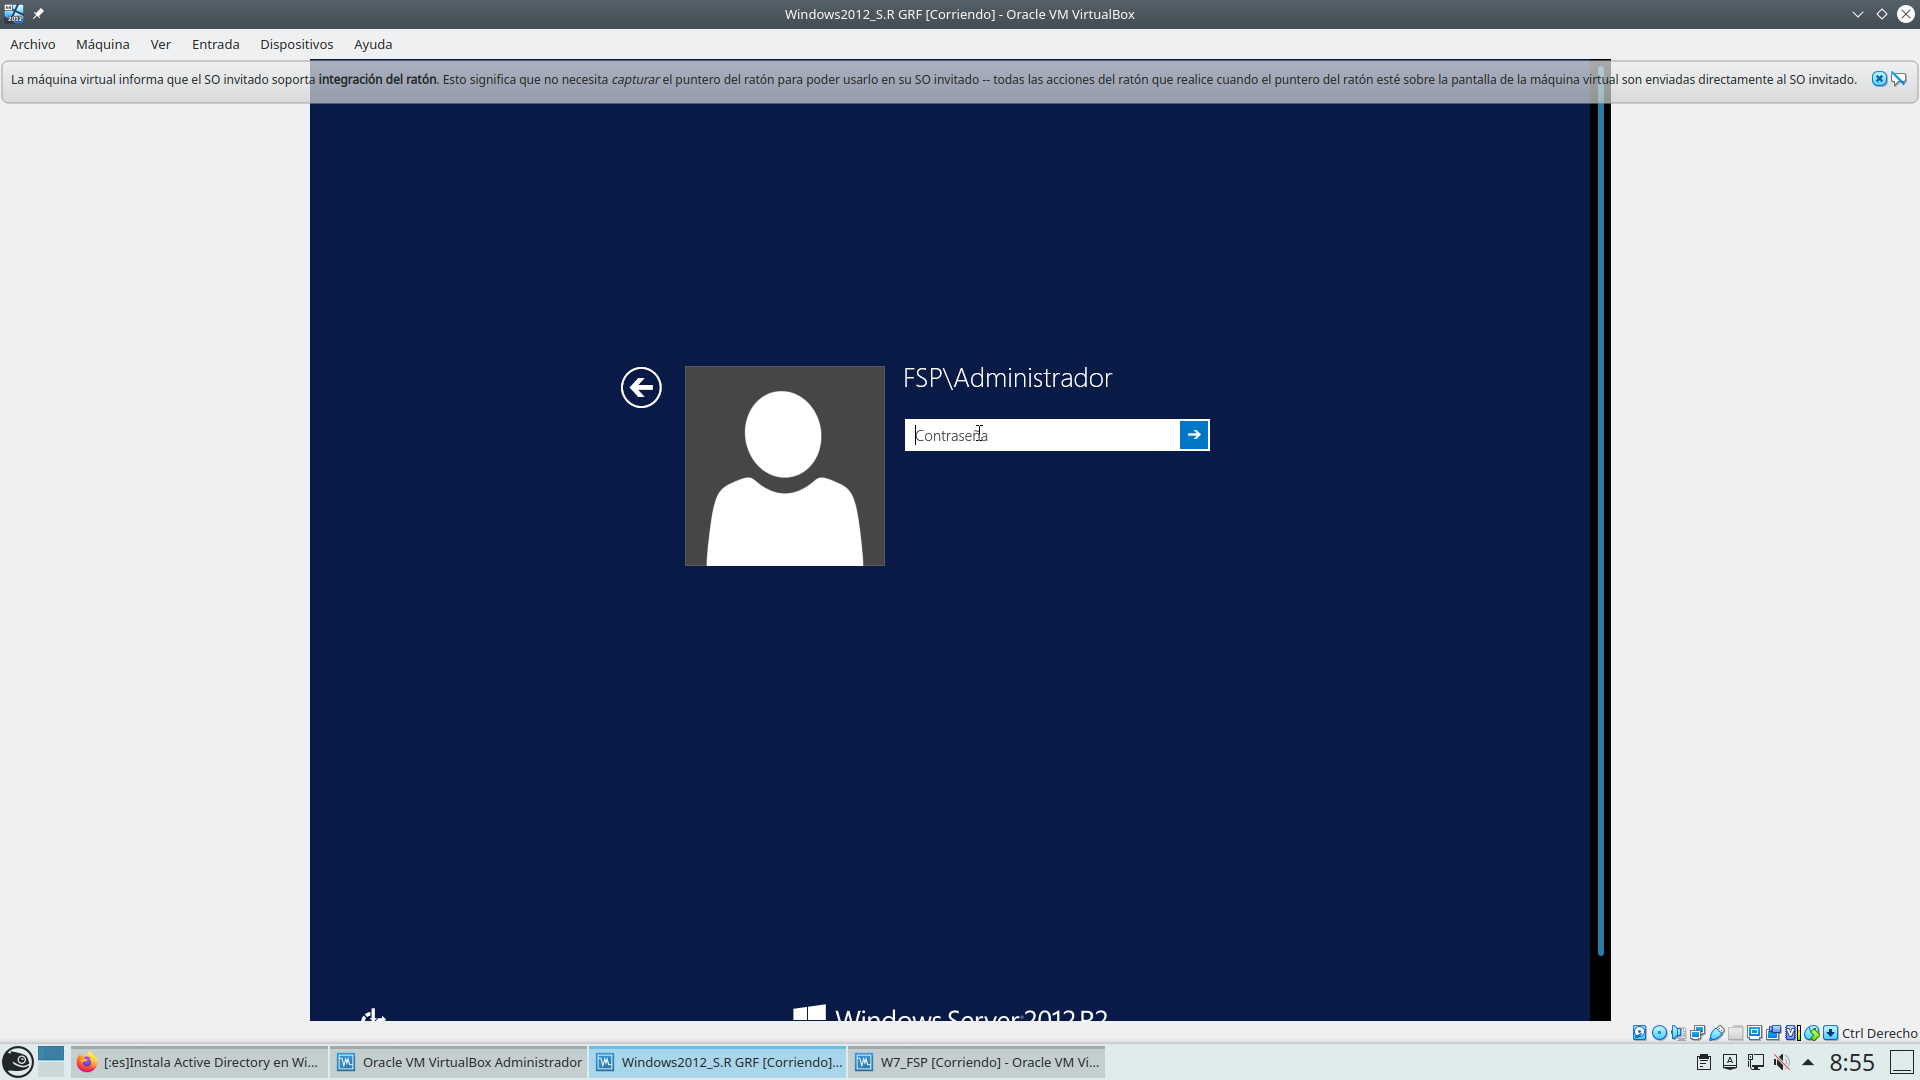 Windows2012_S.R GRF [Corriendo] - Oracle VM VirtualBox
Archivo Máquina Ver Entrada Dispositivos Ayuda
La máquina virtual informa que el SO invitado soporta integración del ratón. Esto significa que no necesita capturar el puntero del ratón para poder usarlo en su SO invitado -- todas las acciones del ratón que realice cuando el puntero del ratón esté sobre la pantalla de la máquina virtual son enviadas directamente al SO invitado.
FSP\Administrador
Contraseña
Windows Server 2012 R2
Ctrl Derecho
[:es]Instala Active Directory en Wi... Oracle VM VirtualBox Administrador Windows2012_S.R GRF [Corriendo]... W7_FSP [Corriendo] - Oracle VM Vi... 8:55